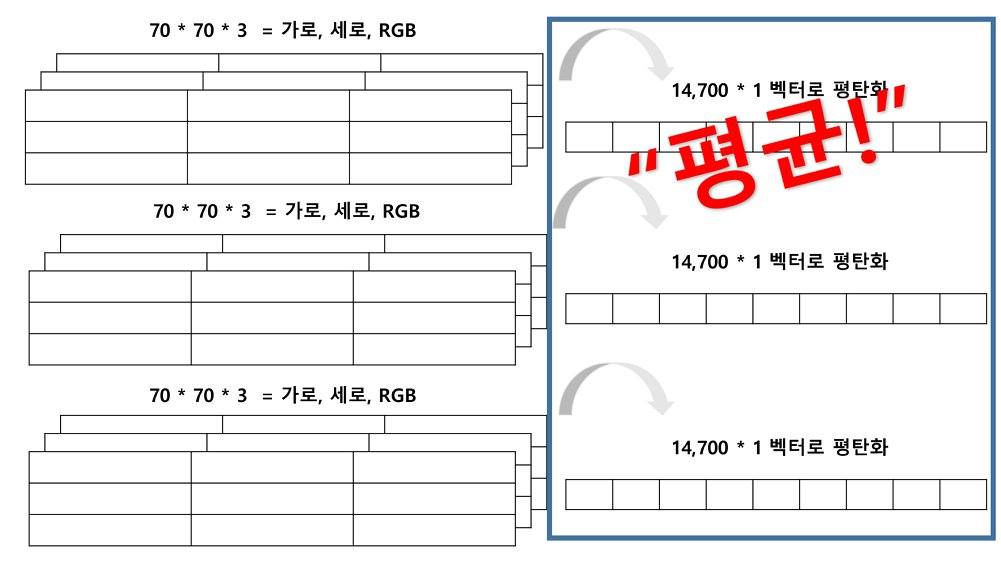 70 * 70 * 3 = 가로, 세로, RGB
14,700 * 1 벡터로 평탄화
“평균!”
70 * 70 * 3 = 가로, 세로, RGB
14,700 * 1 벡터로 평탄화
70 * 70 * 3 = 가로, 세로, RGB
14,700 * 1 벡터로 평탄화